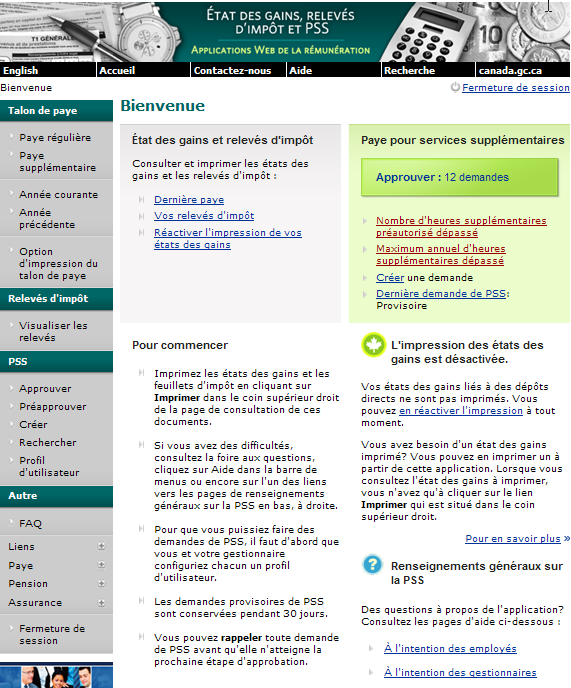 T1 GÉNÉRALE
ÉTAT DES GAINS, RELEVÉS
D'IMPÔT ET PSS
APPLICATIONS WEB DE LA RÉMUNÉRATION
English
Accueil
Contactez-nous
Aide
Recherche
canada.gc.ca
Bienvenue
Fermeture de session
Talon de paye
Paye régulière
Paye
supplémentaire
Année courante
Année
précédente
Option
d'impression du
talon de paye
Relevés d'impôt
Visualiser les
relevés
PSS
Approuver
Préapprouver
Créer
Rechercher
Profil
d'utilisateur
Autre
FAQ
Liens
Paye
Pension
Assurance
Fermeture de
session
Bienvenue
État des gains et relevés d'impôt
Consulter et imprimer les états des
gains et les relevés d'impôt :
Dernière paye
Vos relevés d'impôt
Réactiver l'impression de vos
états des gains
Paye pour services supplémentaires
Approuver : 12 demandes
Nombre d'heures supplémentaires
préautorisé dépassé
Maximum annuel d'heures
supplémentaires dépassé
Créer une demande
Dernière demande de PSS:
Provisoire
Pour commencer
Imprimez les états des gains et les
feuillets d'impôt en cliquant sur
Imprimer dans le coin supérieur droit
de la page de consultation de ces
documents.
Si vous avez des difficultés,
consultez la foire aux questions,
cliquez sur Aide dans la barre de
menus ou encore sur l'un des liens
vers les pages de renseignements
généraux sur la PSS en bas, à droite.
Pour que vous puissiez faire des
demandes de PSS, il faut d'abord que
vous et votre gestionnaire
configuriez chacun un profil
d'utilisateur.
Les demandes provisoires de PSS
sont conservées pendant 30 jours.
Vous pouvez rappeler toute demande
de PSS avant qu'elle n'atteigne la
prochaine étape d'approbation.
L'impression des états des
gains est désactivée.
Vos états des gains liés à des dépôts
directs ne sont pas imprimés. Vous
pouvez en réactiver l'impression à tout
moment.
Vous avez besoin d'un état des gains
imprimé? Vous pouvez en imprimer un à
partir de cette application. Lorsque vous
consultez l'état des gains à imprimer,
vous n'avez qu'à cliquer sur le lien
Imprimer qui est situé dans le coin
supérieur droit.
Pour en savoir plus »
Renseignements généraux sur
la PSS
Des questions à propos de l'application?
Consultez les pages d'aide ci-dessous :
À l'intention des employés
À l'intention des gestionnaires